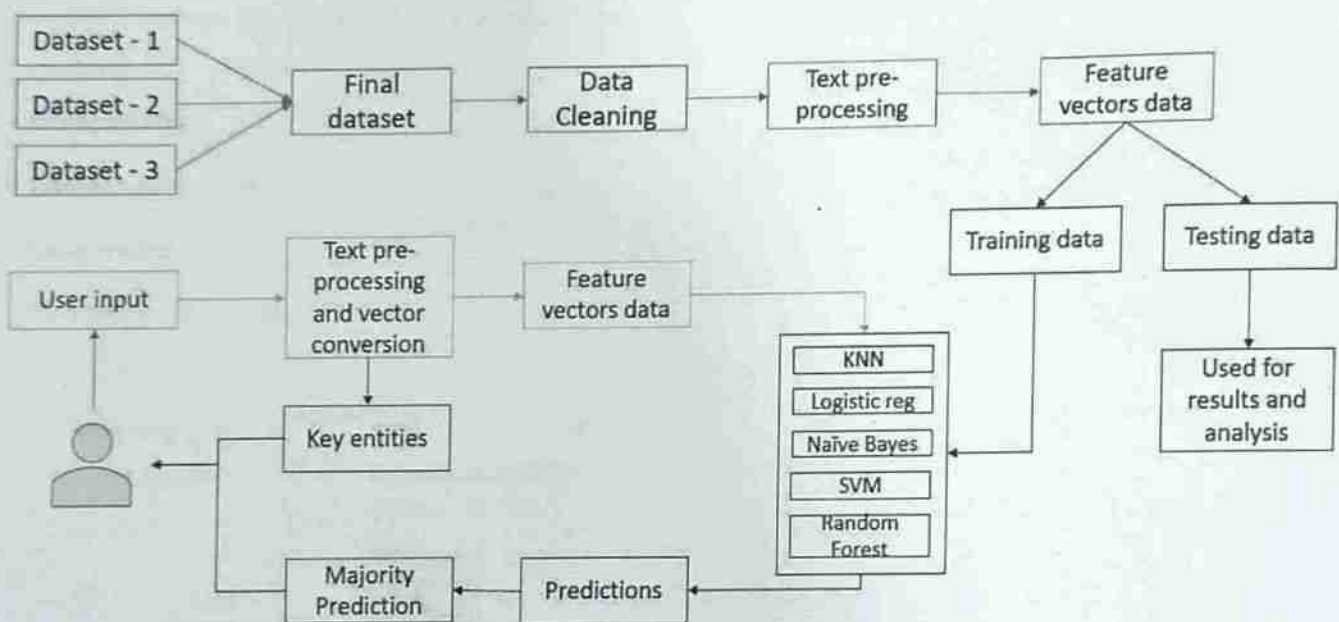 Dataset - 1
Dataset - 2
Dataset - 3
Final
dataset
Data
Cleaning
Text pre-
processing
Feature
vectors data
Training data
Testing data
Used for
results and
analysis
User input
Text pre-
processing
and vector
conversion
Feature
vectors data
KNN
Logistic reg
Naïve Bayes
SVM
Random
Forest
Key entities
Majority
Prediction
Predictions